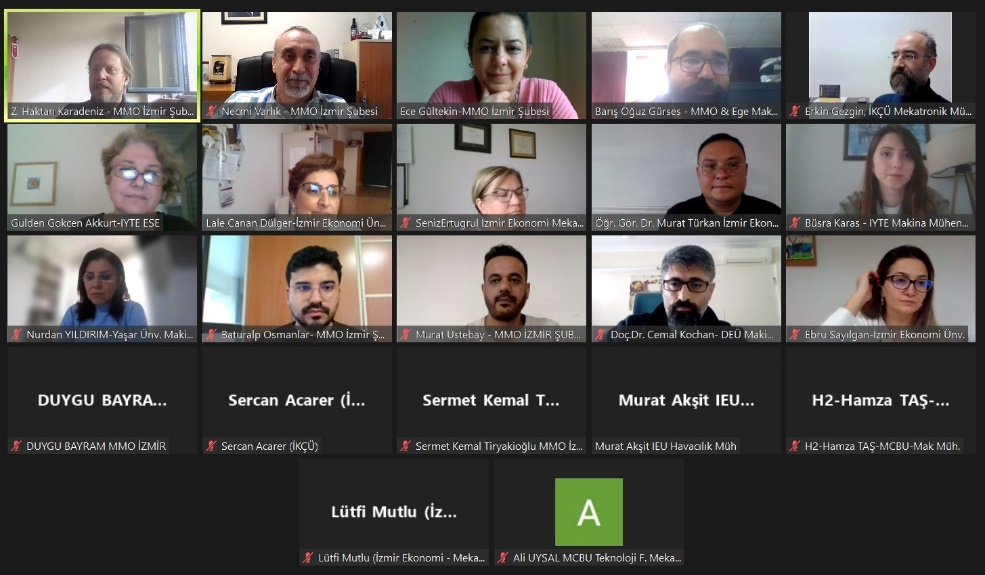 Z. Haktan Karadeniz - MMO İzmir Şub...
Necmi Varlık - MMO İzmir Şubesi
Ece Gültekin-MMO İzmir Şubesi
Barış Oğuz Gürses - MMO & Ege Mak...
Erkin Gezgin, İKÇÜ Mekatronik Mü...
Gulden Gokcen Akkurt-IYTE ESE
Lale Canan Dülger-İzmir Ekonomi Ün...
SenizErtugrul Izmir Ekonomi Meka...
Öğr. Gör. Dr. Murat Türkan İzmir Ekon...
Büsra Karas - IYTE Makina Mühen...
Nurdan YILDIRIM-Yaşar Ünv. Maki...
Baturalp Osmanlar- MMO İzmir Ş...
Murat Üstebay - MMO İZMİR ŞUB...
Doç.Dr. Cemal Kochan- DEÜ Maki...
Ebru Sayılgan-Izmir Ekonomi Ünv.
DUYGU BAYRA...
Sercan Acarer (İ...
Sermet Kemal T...
Murat Akşit IEU...
H2-Hamza TAŞ-...
DUYGU BAYRAM MMO İZMİR
Sercan Acarer (İKÇÜ)
Sermet Kemal Tiryakioğlu MMO İz...
Murat Akşit IEU Havacılık Müh
H2-Hamza TAŞ-MCBU-Mak Müh.
Lütfi Mutlu (İz...
A
Lütfi Mutlu (İzmir Ekonomi - Meka...
Ali UYSAL MCBU Teknoloji F. Meka...